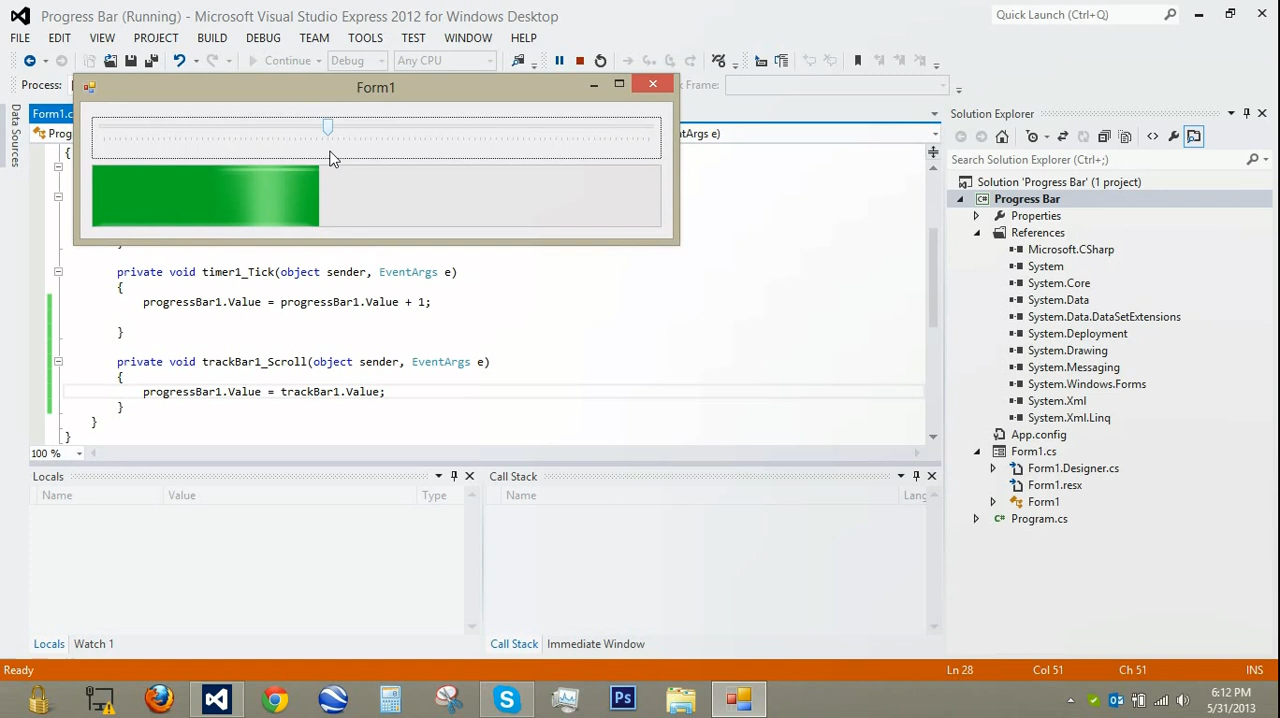 Progress Bar (Running) - Microsoft Visual Studio Express 2012 for Windows Desktop
Quick Launch (Ctrl+Q)
FILE EDIT VIEW PROJECT BUILD DEBUG TEAM TOOLS TEST WINDOW HELP
Continue Debug Any CPU
Process:
Frame:
Form1
Form1.c
Data Sources
Prog
ntArgs e)
{
}
private void timer1_Tick(object sender, EventArgs e)
{
progressBar1.Value = progressBar1.Value + 1;
}
private void trackBar1_Scroll(object sender, EventArgs e)
{
progressBar1.Value = trackBar1.Value;
}
}
}
100 %
Locals
Name Value Type
Locals Watch 1
Call Stack
Name Lang
Call Stack Immediate Window
Solution Explorer
Search Solution Explorer (Ctrl+;)
Solution 'Progress Bar' (1 project)
C# Progress Bar
Properties
References
Microsoft.CSharp
System
System.Core
System.Data
System.Data.DataSetExtensions
System.Deployment
System.Drawing
System.Messaging
System.Windows.Forms
System.Xml
System.Xml.Linq
App.config
Form1.cs
Form1.Designer.cs
Form1.resx
Form1
C# Program.cs
Ready Ln 28 Col 51 Ch 51 INS
Ps
6:12 PM
5/31/2013